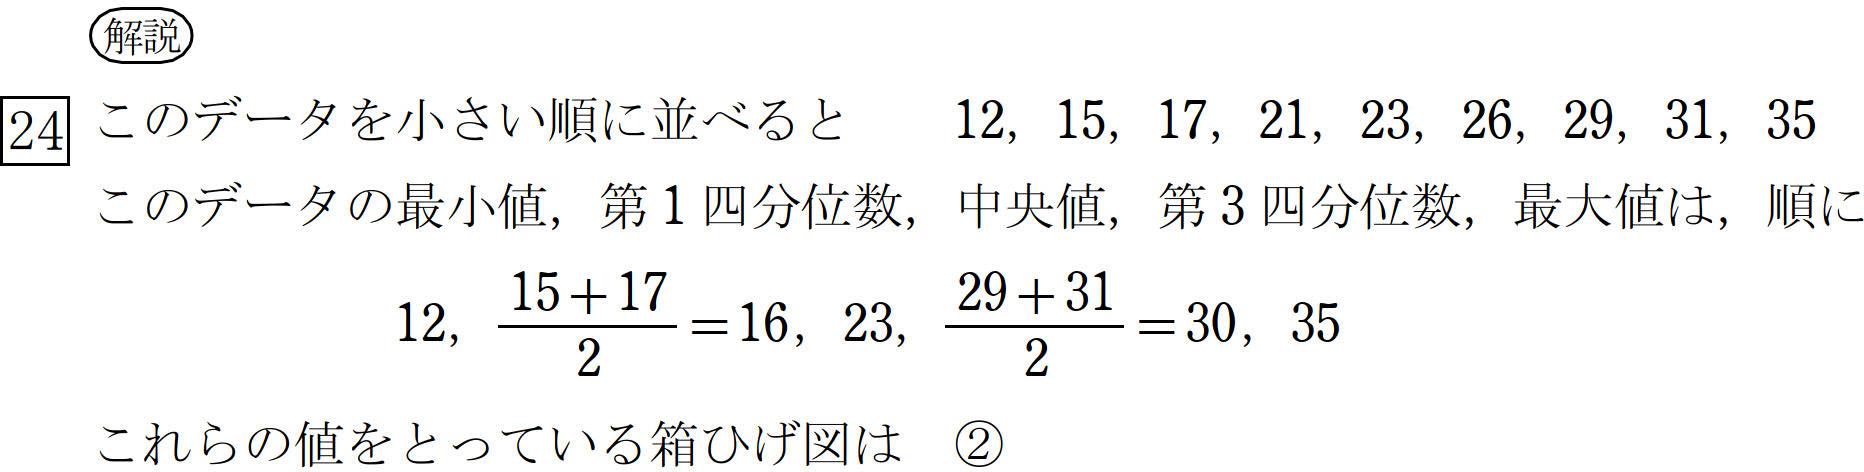 解説
24 このデータを小さい順に並べると 12, 15, 17, 21, 23, 26, 29, 31, 35
このデータの最小値, 第1四分位数, 中央値, 第3四分位数, 最大値は, 順に
12, (15+17)/2=16, 23, (29+31)/2=30, 35
これらの値をとっている箱ひげ図は ②